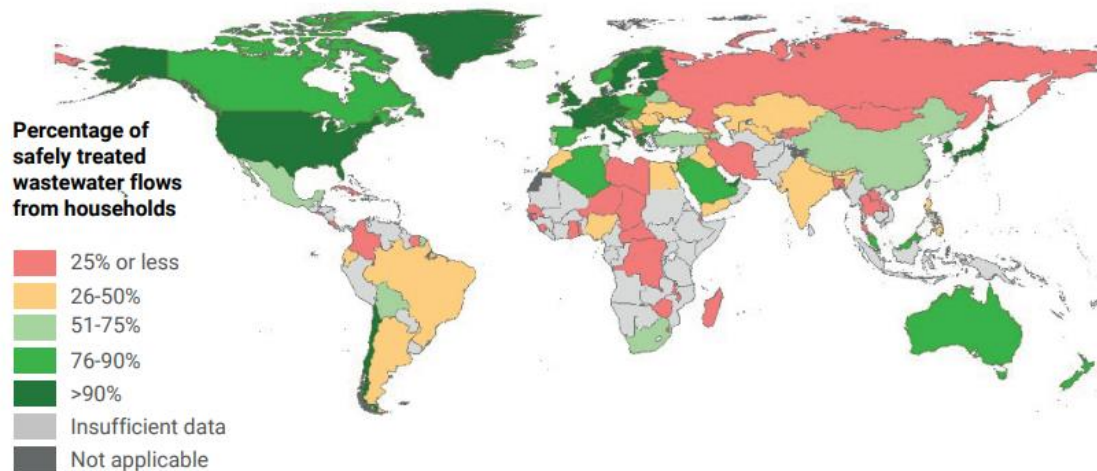 Percentage of
safely treated
wastewater flows
from households
25% or less
26-50%
51-75%
76-90%
>90%
Insufficient data
Not applicable